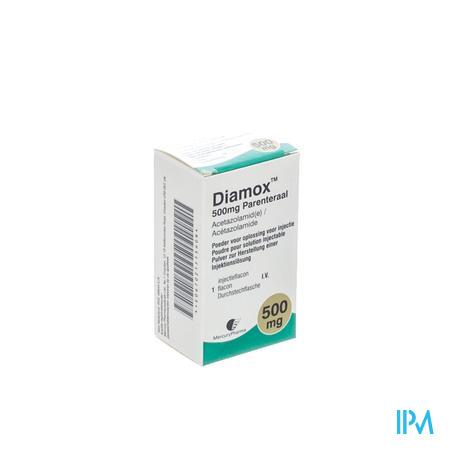 500
mg
Diamox™
500mg Parenteraal
Acetazolamid(e) /
Acétazolamide
Poeder voor oplossing voor injectie
Poudre pour solution injectable
Pulver zur Herstellung einer
Injektionslösung
injectieflacon
1 flacon I.V.
Durchstechflasche
500
mg
MercuryPharma
IPM